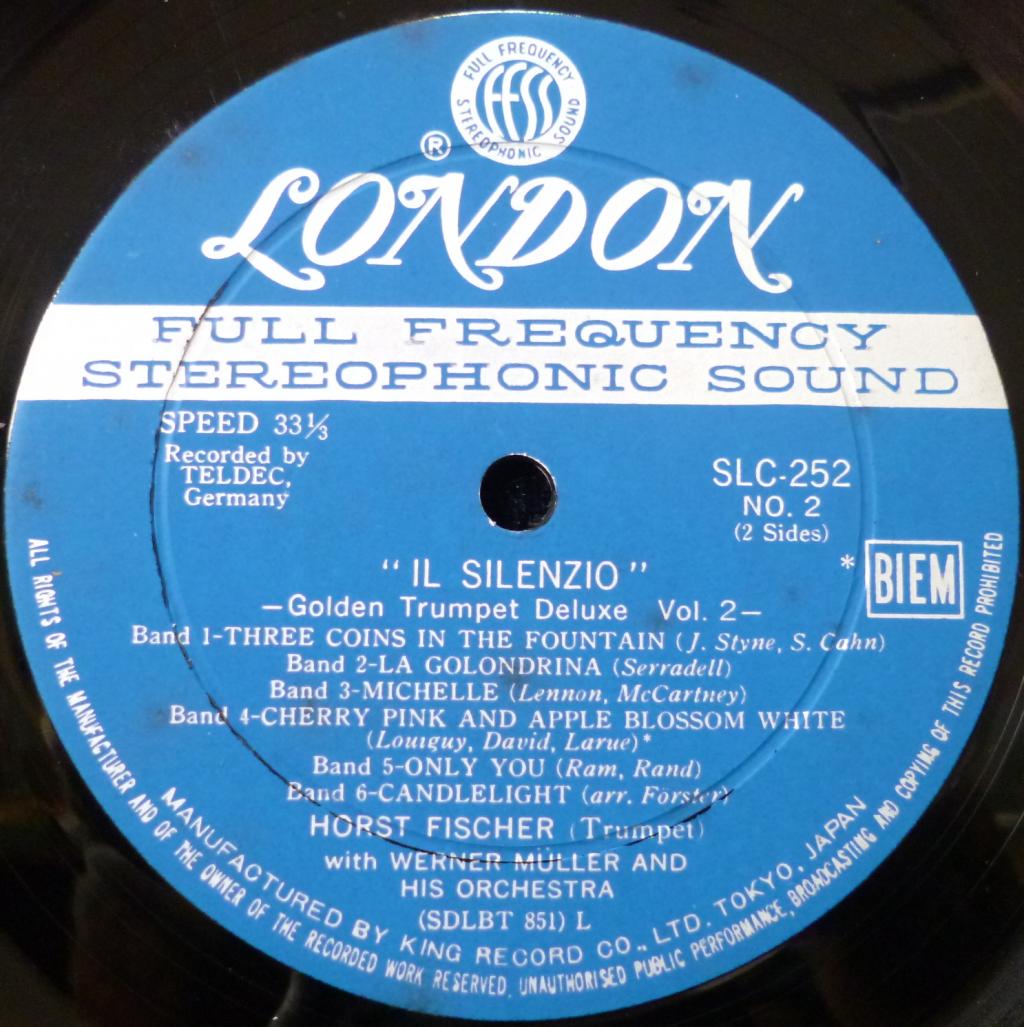 FULL FREQUENCY
FFSS
STEREOPHONIC SOUND
®
LONDON
FULL FREQUENCY
STEREOPHONIC SOUND
SPEED 33⅓
Recorded by
TELDEC,
Germany
SLC-252
NO. 2
(2 Sides)
* BIEM
"IL SILENZIO"
—Golden Trumpet Deluxe Vol. 2—
Band 1-THREE COINS IN THE FOUNTAIN (J. Styne, S. Cahn)
Band 2-LA GOLONDRINA (Serradell)
Band 3-MICHELLE (Lennon, McCartney)
Band 4-CHERRY PINK AND APPLE BLOSSOM WHITE
(Louiguy, David, Larue)*
Band 5-ONLY YOU (Ram, Rand)
Band 6-CANDLELIGHT (arr. Förster)
HORST FISCHER (Trumpet)
with WERNER MÜLLER AND
HIS ORCHESTRA
(SDLBT 851) L
MANUFACTURED BY KING RECORD CO., LTD. TOKYO, JAPAN
ALL RIGHTS OF THE MANUFACTURER AND OF THE OWNER OF THE RECORDED WORK RESERVED. UNAUTHORISED PUBLIC PERFORMANCE, BROADCASTING AND COPYING OF THIS RECORD PROHIBITED